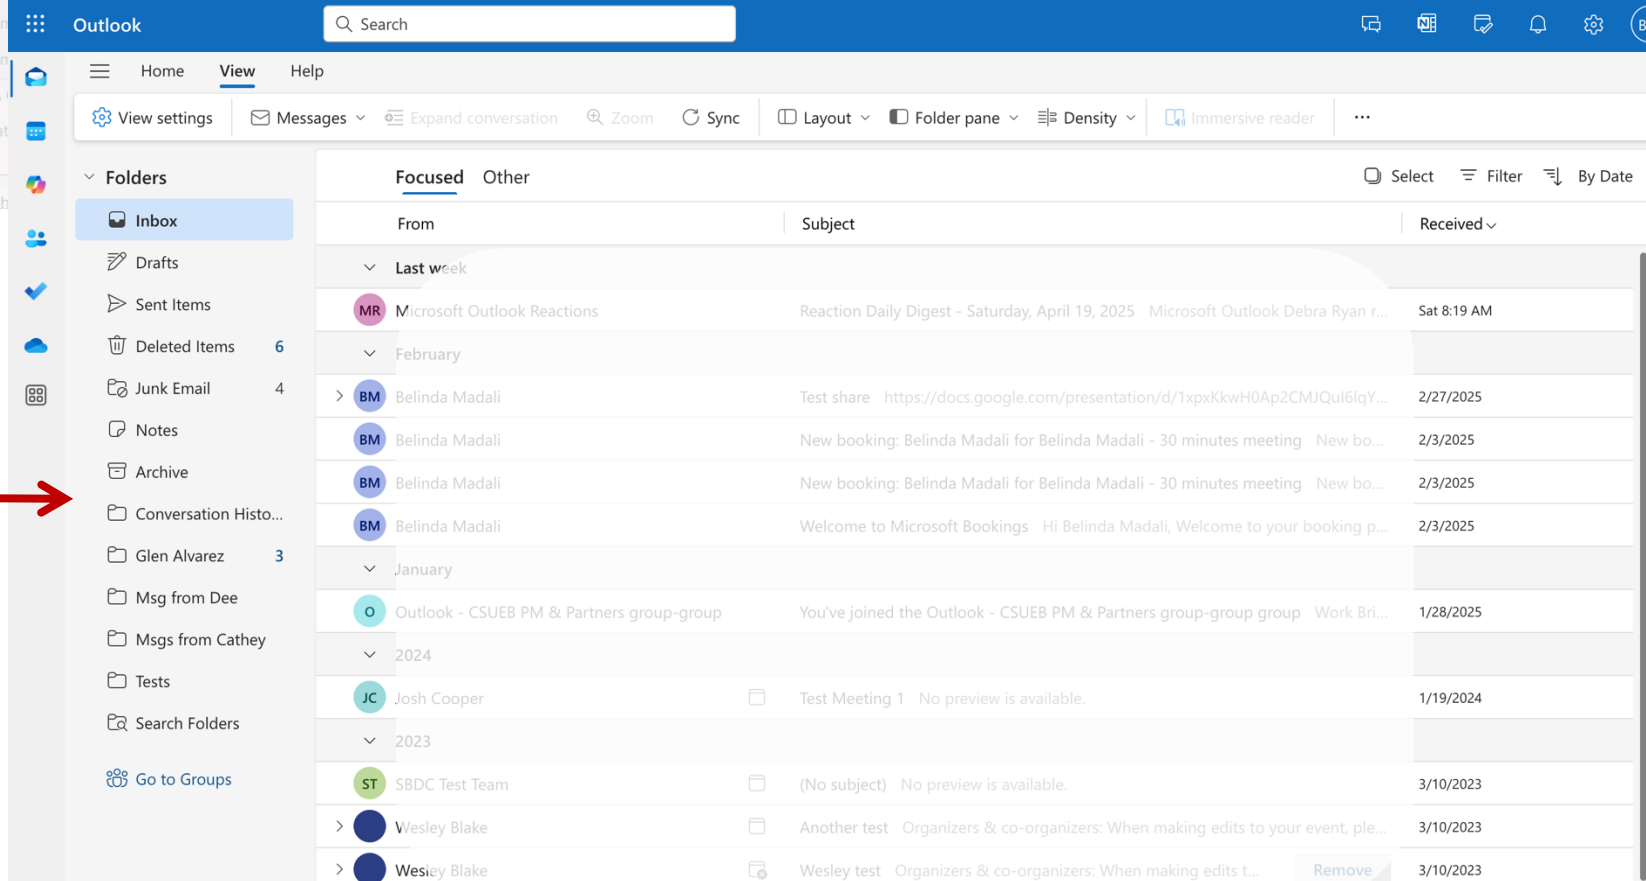 Outlook
Search
B
Home View Help
View settings Messages Expand conversation Zoom Sync Layout Folder pane Density Immersive reader ...
Folders
Inbox
Drafts
Sent Items
Deleted Items 6
Junk Email 4
Notes
Archive
Conversation Histo...
Glen Alvarez 3
Msg from Dee
Msgs from Cathey
Tests
Search Folders
Go to Groups
Focused Other Select Filter By Date
From Subject Received
Last week
MR Microsoft Outlook Reactions Reaction Daily Digest - Saturday, April 19, 2025 Microsoft Outlook Debra Ryan r... Sat 8:19 AM
February
BM Belinda Madali Test share https://docs.google.com/presentation/d/1xpxKkwH0Ap2CMJQuI6lqY... 2/27/2025
BM Belinda Madali New booking: Belinda Madali for Belinda Madali - 30 minutes meeting New bo... 2/3/2025
BM Belinda Madali New booking: Belinda Madali for Belinda Madali - 30 minutes meeting New bo... 2/3/2025
BM Belinda Madali Welcome to Microsoft Bookings Hi Belinda Madali, Welcome to your booking p... 2/3/2025
January
O Outlook - CSUEB PM & Partners group-group You've joined the Outlook - CSUEB PM & Partners group-group group Work Bri... 1/28/2025
2024
JC Josh Cooper Test Meeting 1 No preview is available. 1/19/2024
2023
ST SBDC Test Team (No subject) No preview is available. 3/10/2023
Wesley Blake Another test Organizers & co-organizers: When making edits to your event, ple... 3/10/2023
Wesley Blake Wesley test Organizers & co-organizers: When making edits t... Remove 3/10/2023